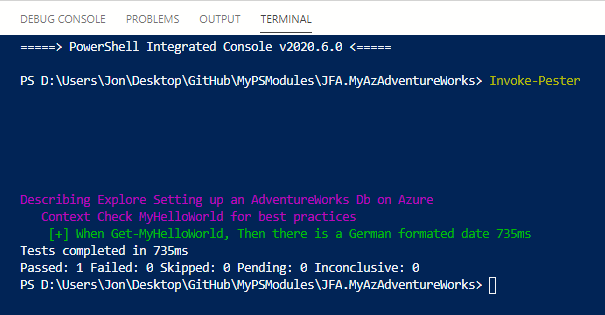 DEBUG CONSOLE PROBLEMS OUTPUT TERMINAL
=====> PowerShell Integrated Console v2020.6.0 <=====
PS D:\Users\Jon\Desktop\GitHub\MyPSModules\JFA.MyAzAdventureWorks> Invoke-Pester
Describing Explore Setting up an AdventureWorks Db on Azure
Context Check MyHelloWorld for best practices
[+] When Get-MyHelloWorld, Then there is a German formated date 735ms
Tests completed in 735ms
Passed: 1 Failed: 0 Skipped: 0 Pending: 0 Inconclusive: 0
PS D:\Users\Jon\Desktop\GitHub\MyPSModules\JFA.MyAzAdventureWorks>